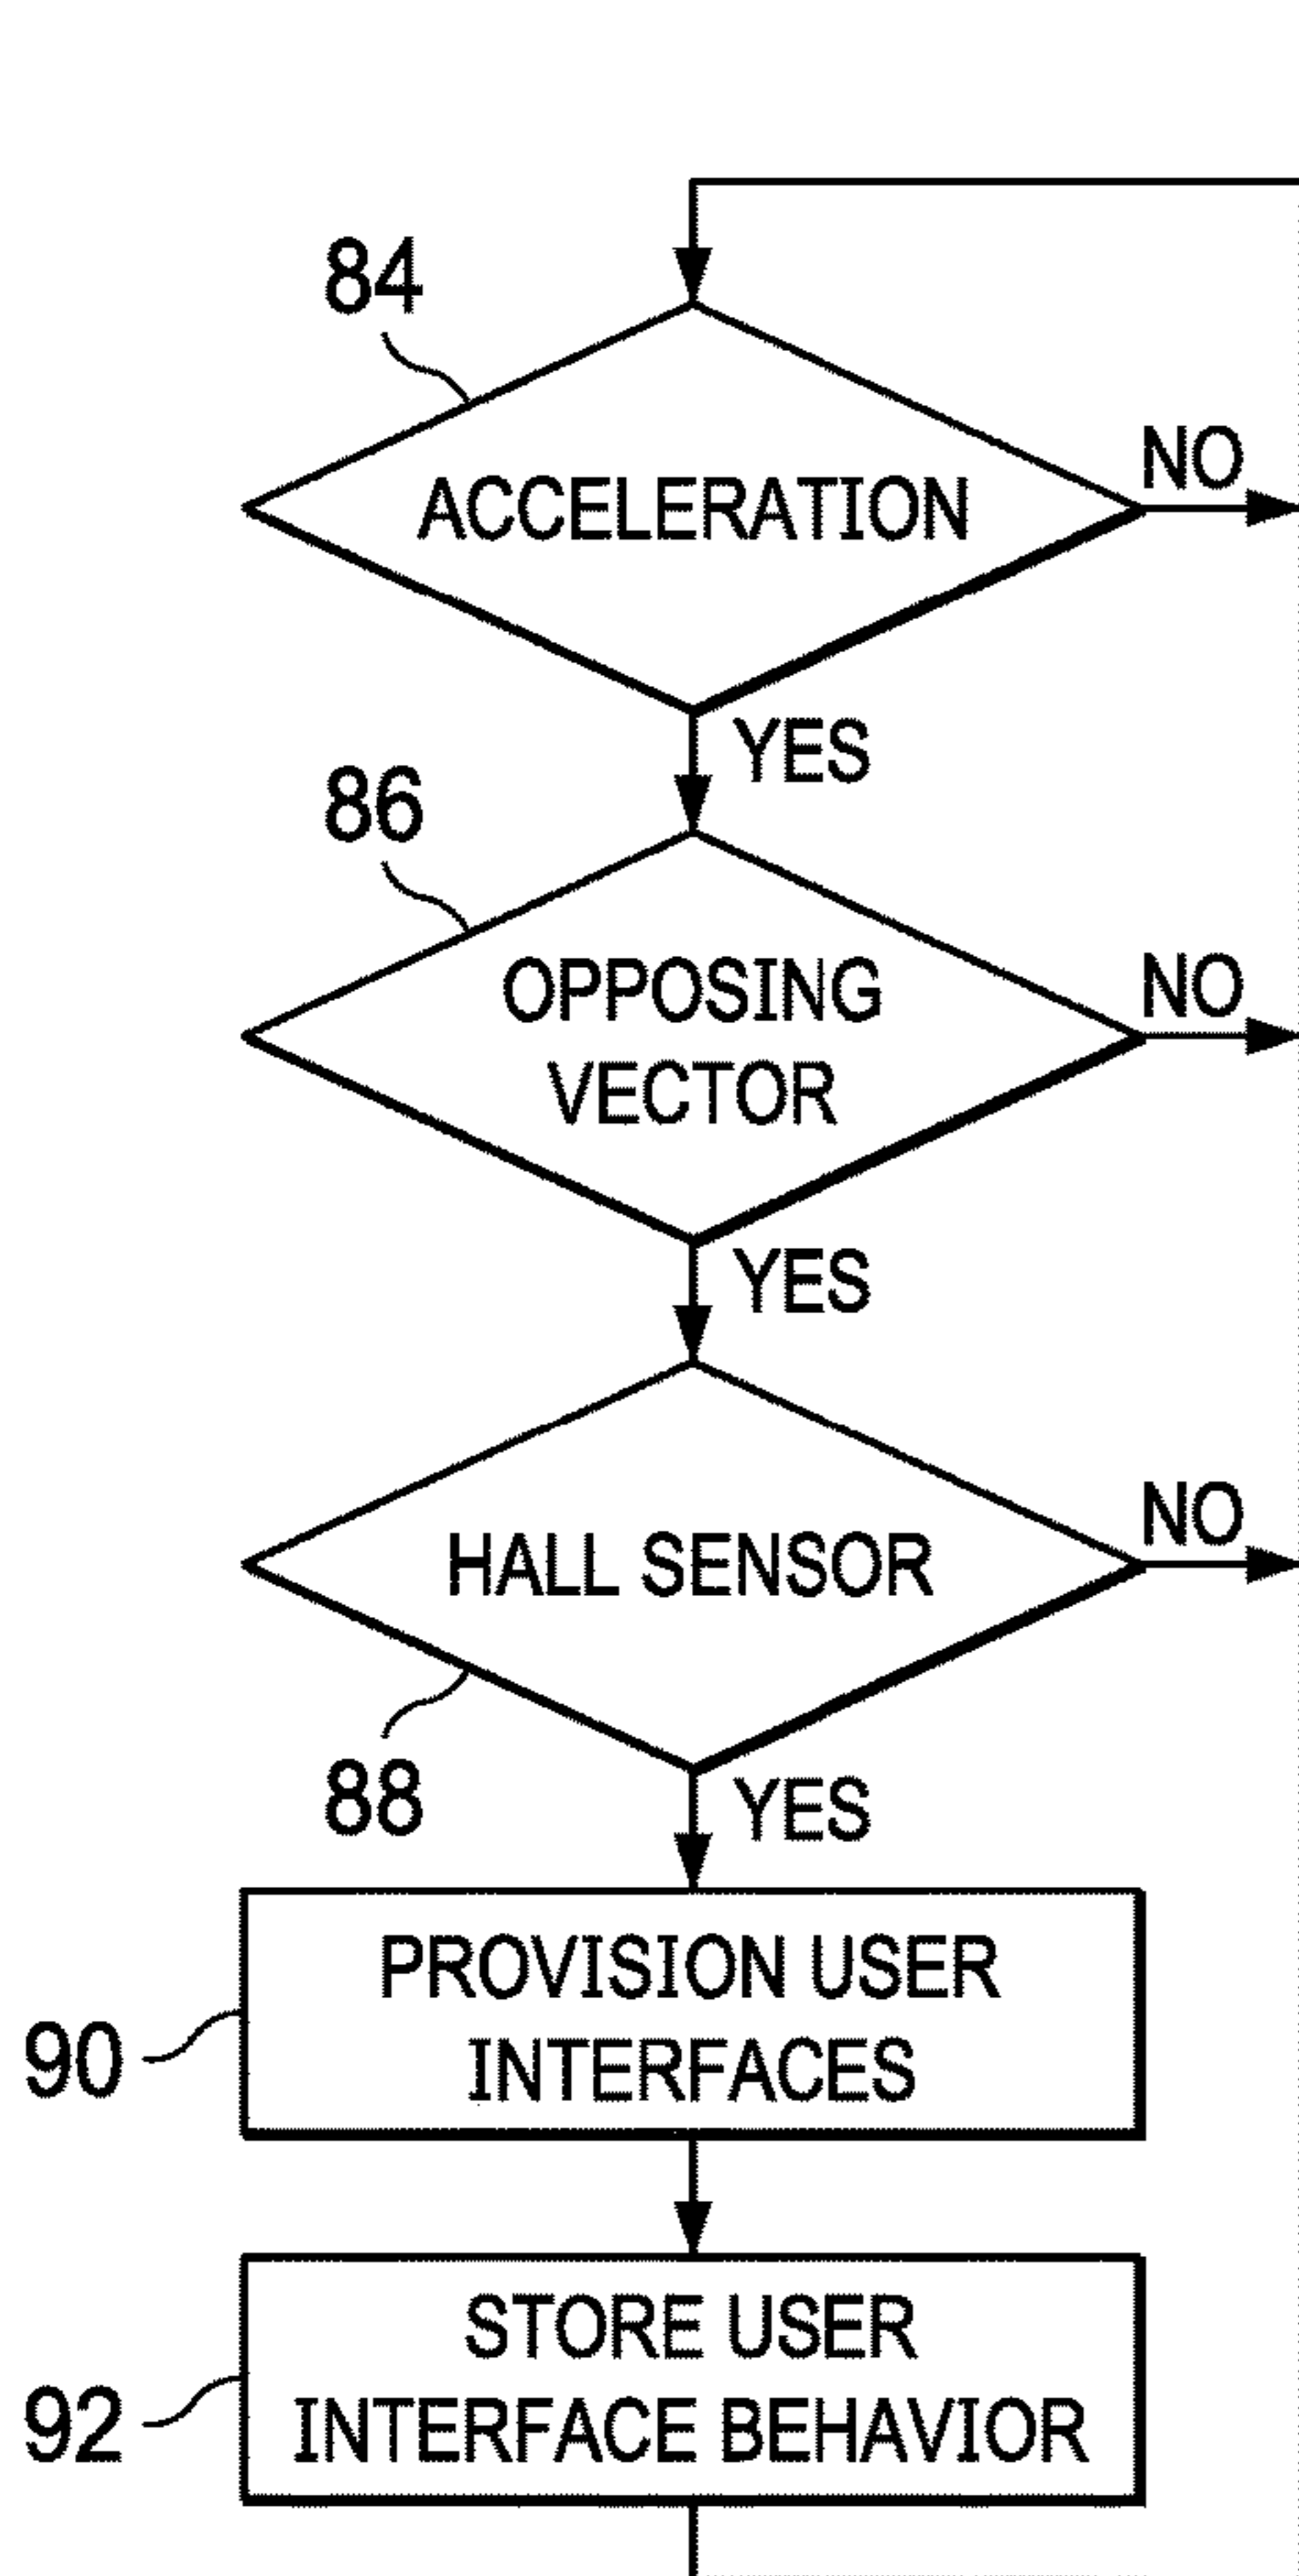 84
ACCELERATION
NO
YES
86
OPPOSING
VECTOR
NO
YES
HALL SENSOR
NO
88
YES
PROVISION USER
INTERFACES
90
STORE USER
INTERFACE BEHAVIOR
92